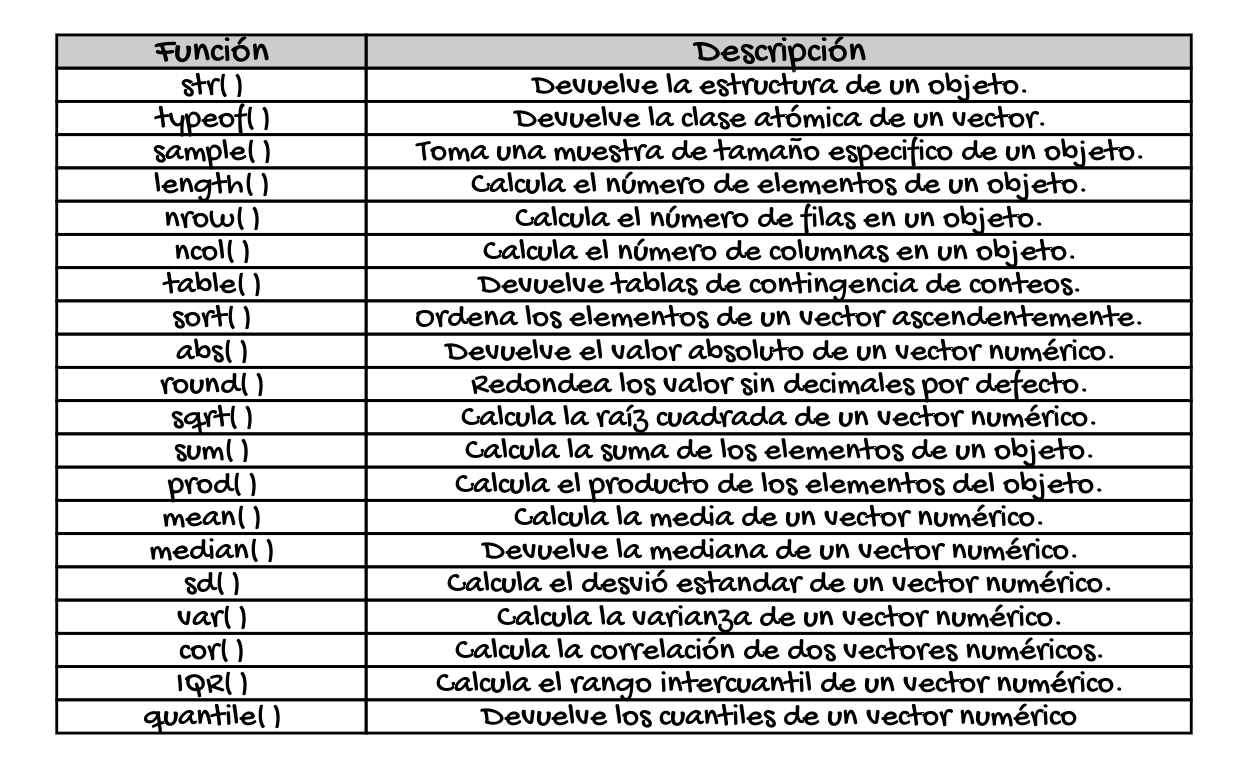 Función Descripción
str( ) Devuelve la estructura de un objeto.
typeof( ) Devuelve la clase atómica de un vector.
sample( ) Toma una muestra de tamaño especifico de un objeto.
length( ) Calcula el número de elementos de un objeto.
nrow( ) Calcula el número de filas en un objeto.
ncol( ) Calcula el número de columnas en un objeto.
table( ) Devuelve tablas de contingencia de conteos.
sort( ) Ordena los elementos de un vector ascendentemente.
abs( ) Devuelve el valor absoluto de un vector numérico.
round( ) Redondea los valor sin decimales por defecto.
sqrt( ) Calcula la raíz cuadrada de un vector numérico.
sum( ) Calcula la suma de los elementos de un objeto.
prod( ) Calcula el producto de los elementos del objeto.
mean( ) Calcula la media de un vector numérico.
median( ) Devuelve la mediana de un vector numérico.
sd( ) Calcula el desvió estandar de un vector numérico.
var( ) Calcula la varianza de un vector numérico.
cor( ) Calcula la correlación de dos vectores numéricos.
IQR( ) Calcula el rango intercuantil de un vector numérico.
quantile( ) Devuelve los cuantiles de un vector numérico